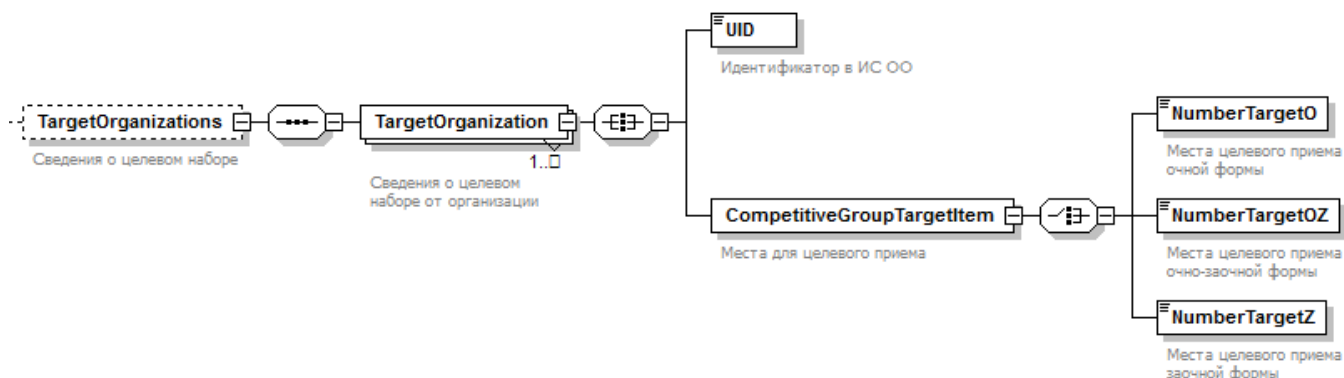 UID
Идентификатор в ИС ОО
TargetOrganizations
Сведения о целевом наборе
TargetOrganization
1..□
Сведения о целевом
наборе от организации
CompetitiveGroupTargetItem
Места для целевого приема
NumberTargetO
Места целевого приема
очной формы
NumberTargetOZ
Места целевого приема
очно-заочной формы
NumberTargetZ
Места целевого приема
заочной формы